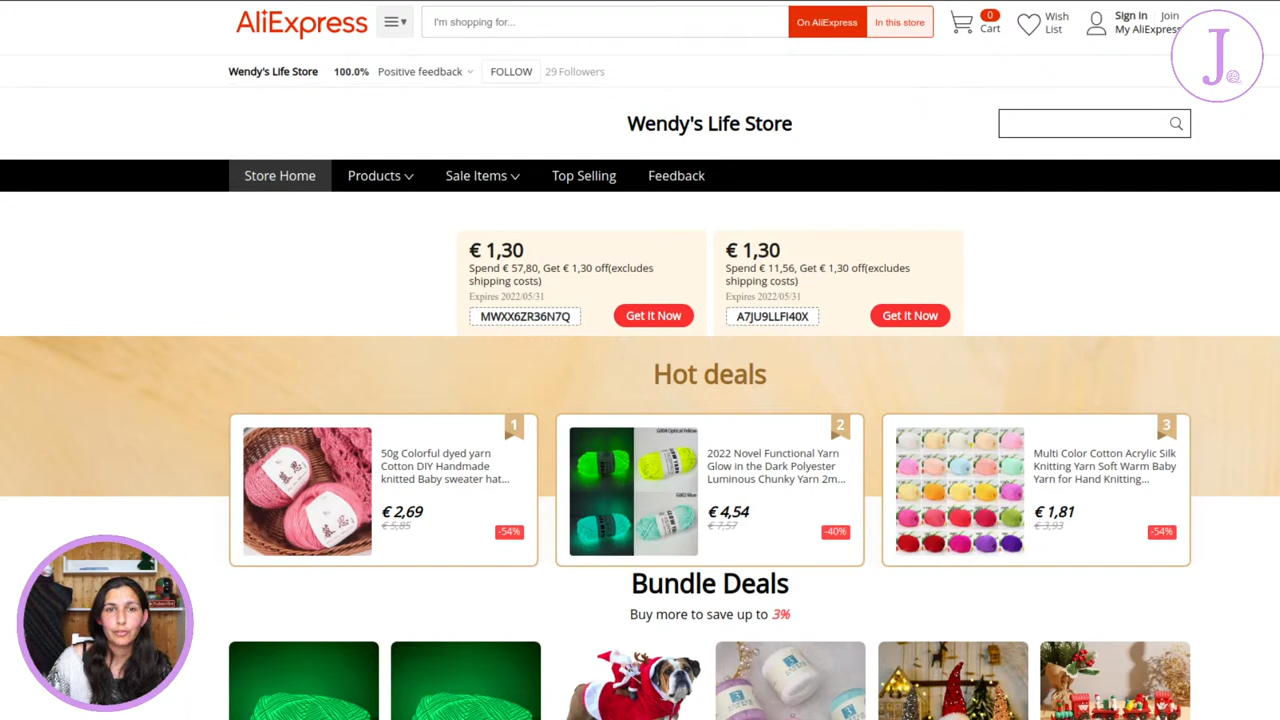 AliExpress
I'm shopping for...
On AliExpress
In this store
0
Cart
Wish
List
Sign in Join
My AliExpress
J
Wendy's Life Store 100.0% Positive feedback FOLLOW 29 Followers
Wendy's Life Store
Store Home Products Sale Items Top Selling Feedback
€ 1,30
Spend € 57,80, Get € 1,30 off(excludes
shipping costs)
Expires 2022/05/31
MWXX6ZR36N7Q Get It Now
€ 1,30
Spend € 11,56, Get € 1,30 off(excludes
shipping costs)
Expires 2022/05/31
A7JU9LLFI40X Get It Now
Hot deals
1
50g Colorful dyed yarn
Cotton DIY Handmade
knitted Baby sweater hat...
€ 2,69
€ 5,85
-54%
2
G004 Optical Yellow
G002 Blue
2022 Novel Functional Yarn
Glow in the Dark Polyester
Luminous Chunky Yarn 2m...
€ 4,54
€ 7,57
-40%
3
Multi Color Cotton Acrylic Silk
Knitting Yarn Soft Warm Baby
Yarn for Hand Knitting...
€ 1,81
€ 3,93
-54%
Bundle Deals
Buy more to save up to 3%